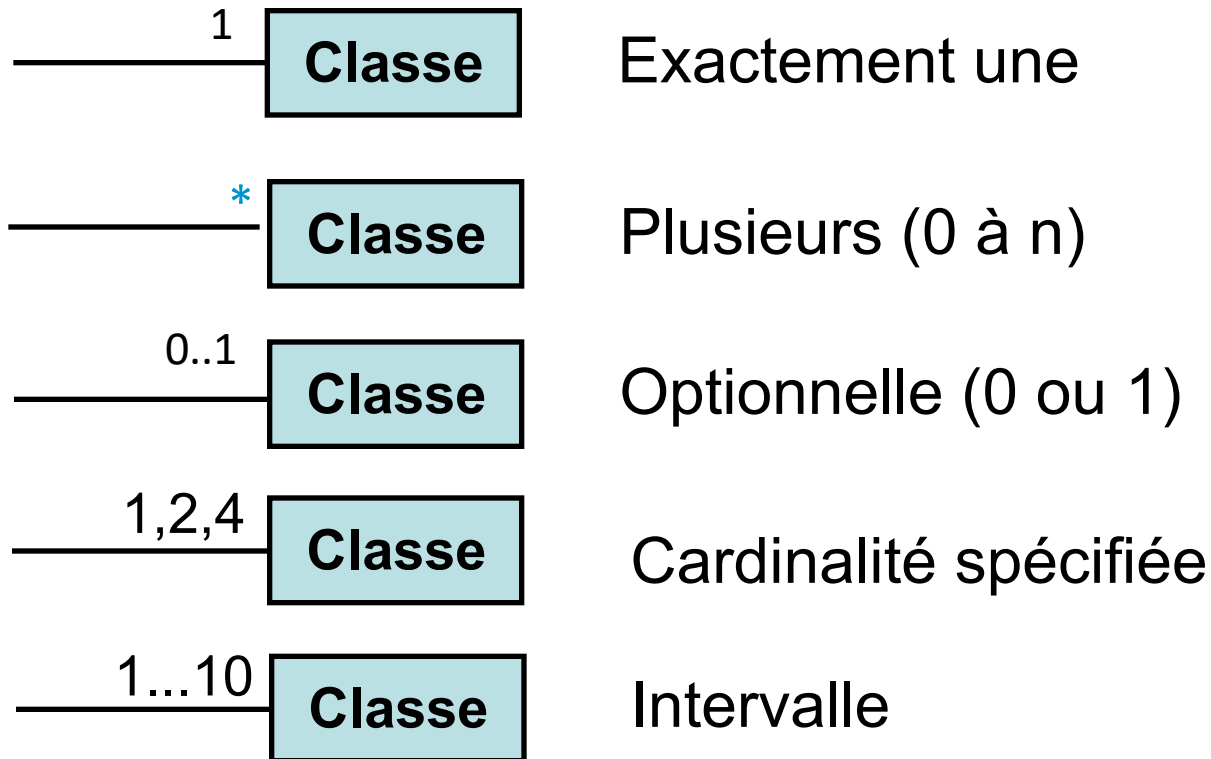 1
Classe Exactement une
*
Classe Plusieurs (0 à n)
0..1
Classe Optionnelle (0 ou 1)
1,2,4
Classe Cardinalité spécifiée
1...10
Classe Intervalle